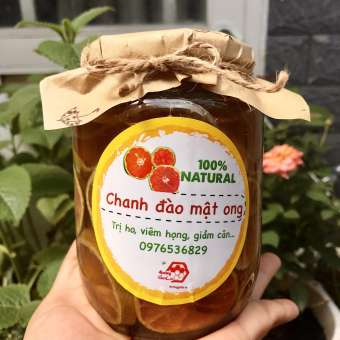 100%
NATURAL
Chanh đào mật ong
Trị ho, viêm họng, giảm cân...
0976536829